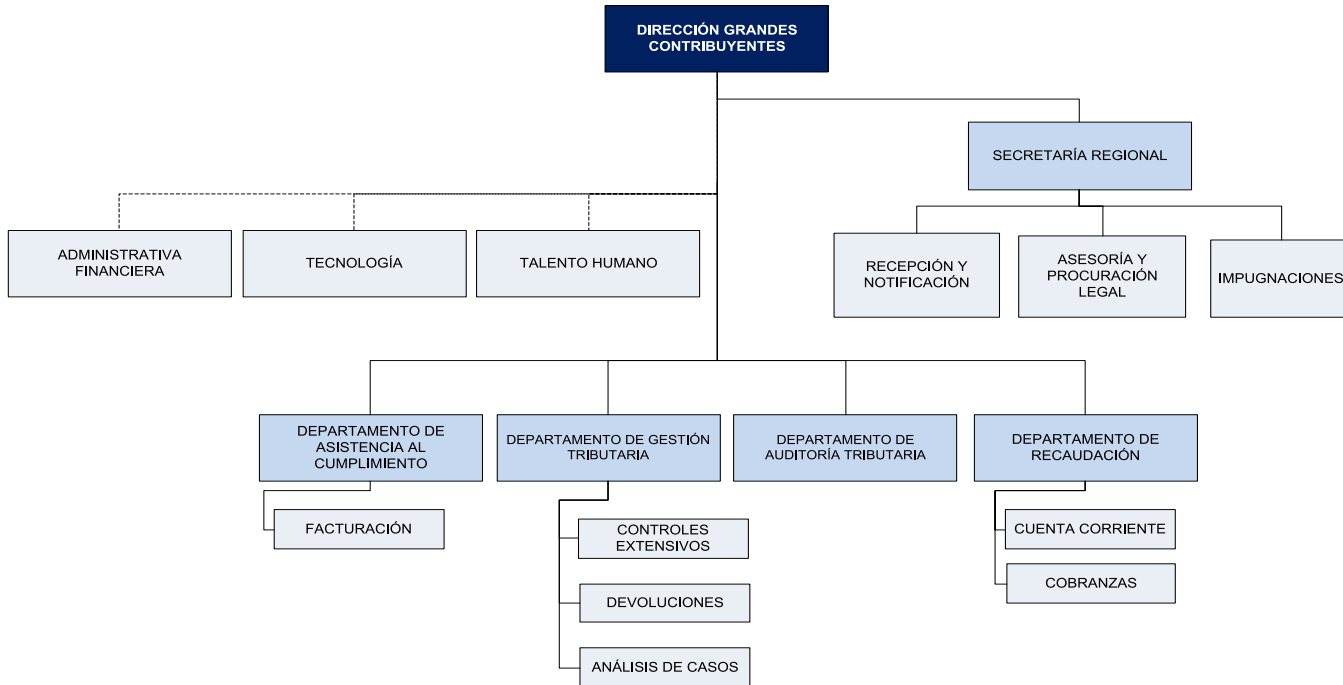 DIRECCIÓN GRANDES
CONTRIBUYENTES
SECRETARÍA REGIONAL
ADMINISTRATIVA
FINANCIERA
TECNOLOGÍA
TALENTO HUMANO
RECEPCIÓN Y
NOTIFICACIÓN
ASESORÍA Y
PROCURACIÓN
LEGAL
IMPUGNACIONES
DEPARTAMENTO DE
ASISTENCIA AL
CUMPLIMIENTO
DEPARTAMENTO DE GESTIÓN
TRIBUTARIA
DEPARTAMENTO DE
AUDITORÍA TRIBUTARIA
DEPARTAMENTO DE
RECAUDACIÓN
FACTURACIÓN
CONTROLES
EXTENSIVOS
DEVOLUCIONES
ANÁLISIS DE CASOS
CUENTA CORRIENTE
COBRANZAS